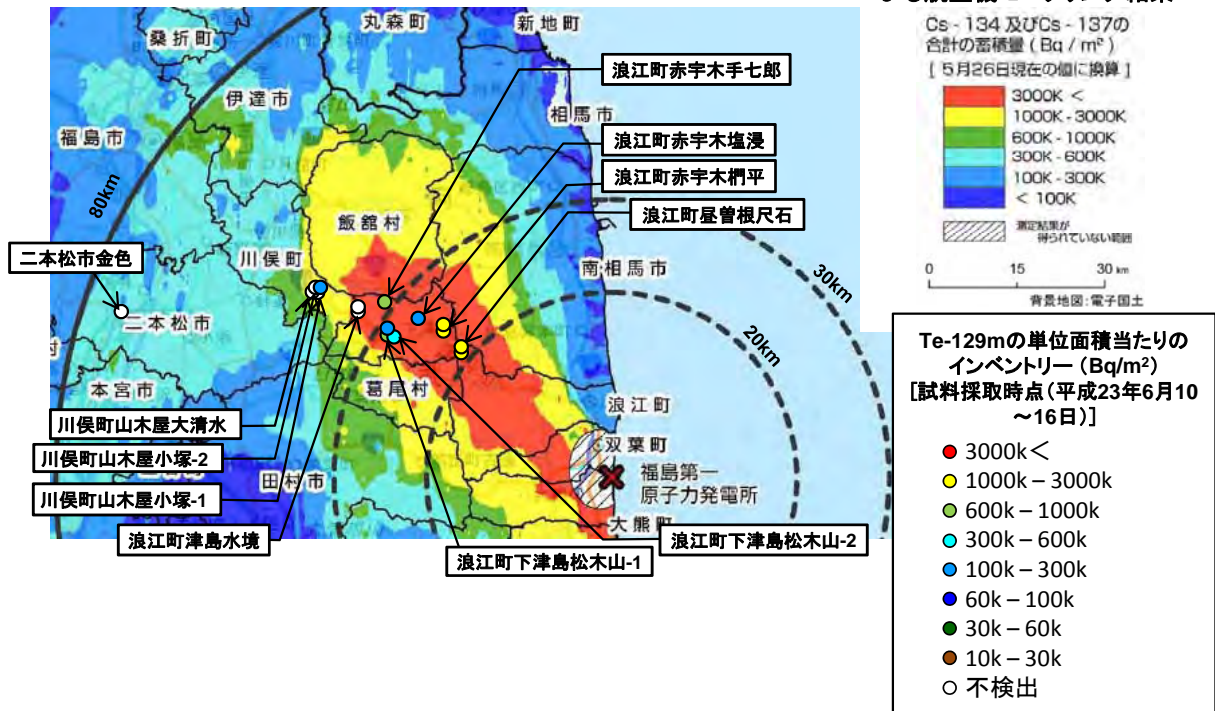 Cs - 134 及びCs - 137の
合計の蓄積量 ( Bq / m² )
[ 5月26日現在の値に換算 ]
3000K <
1000K - 3000K
600K - 1000K
300K - 600K
100K - 300K
< 100K
測定結果が
得られていない範囲
0 15 30 km
背景地図:電子国土
Te-129mの単位面積当たりの
インベントリー (Bq/m²)
[試料採取時点(平成23年6月10
~16日)]
3000k<
1000k – 3000k
600k – 1000k
300k – 600k
100k – 300k
60k – 100k
30k – 60k
10k – 30k
不検出
桑折町
丸森町
新地町
伊達市
相馬市
福島市
80km
飯舘村
川俣町
南相馬市
30km
二本松市
20km
本宮市
葛尾村
浪江町
双葉町
福島第一
原子力発電所
田村市
大熊町
村
浪江町赤宇木手七郎
浪江町赤宇木塩浸
浪江町赤宇木椚平
浪江町昼曽根尺石
二本松市金色
川俣町山木屋大清水
川俣町山木屋小塚-2
川俣町山木屋小塚-1
浪江町津島水境
浪江町下津島松木山-1
浪江町下津島松木山-2